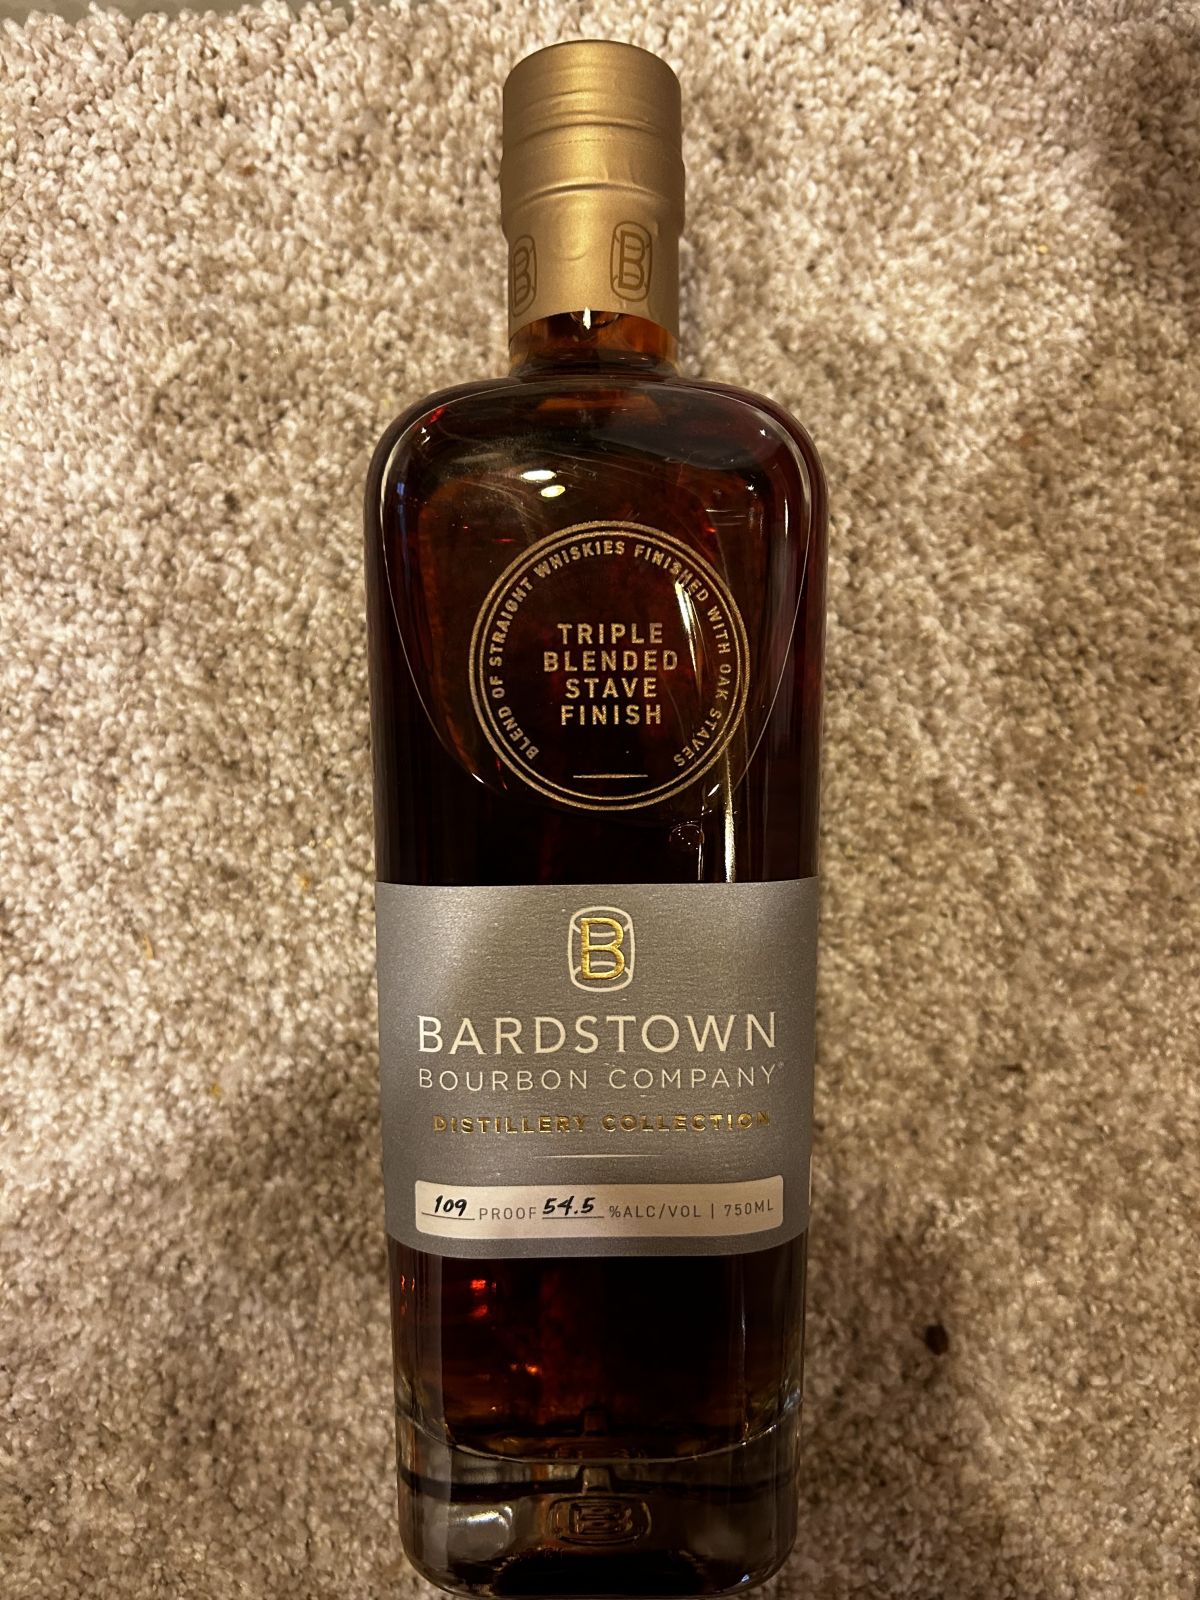 B
B
BLEND OF STRAIGHT WHISKIES FINISHED WITH OAK STAVES
TRIPLE
BLENDED
STAVE
FINISH
B
BARDSTOWN
BOURBON COMPANY®
DISTILLERY COLLECTION
109 PROOF 54.5 %ALC/VOL | 750ML
B